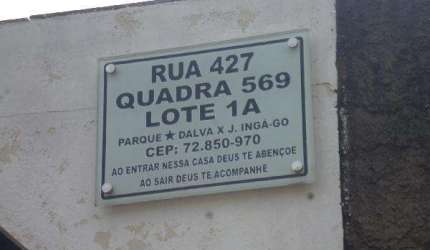 RUA 427
QUADRA 569
LOTE 1A
PARQUE ★ DALVA X J. INGÁ-GO
CEP: 72.850-970
AO ENTRAR NESSA CASA DEUS TE ABENÇOE
AO SAIR DEUS TE ACOMPANHE